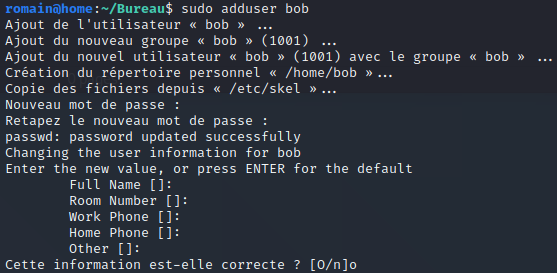 romain@home:~/Bureau$ sudo adduser bob
Ajout de l'utilisateur « bob » ...
Ajout du nouveau groupe « bob » (1001) ...
Ajout du nouvel utilisateur « bob » (1001) avec le groupe « bob » ...
Création du répertoire personnel « /home/bob »...
Copie des fichiers depuis « /etc/skel »...
Nouveau mot de passe :
Retapez le nouveau mot de passe :
passwd: password updated successfully
Changing the user information for bob
Enter the new value, or press ENTER for the default
Full Name []:
Room Number []:
Work Phone []:
Home Phone []:
Other []:
Cette information est-elle correcte ? [O/n]o